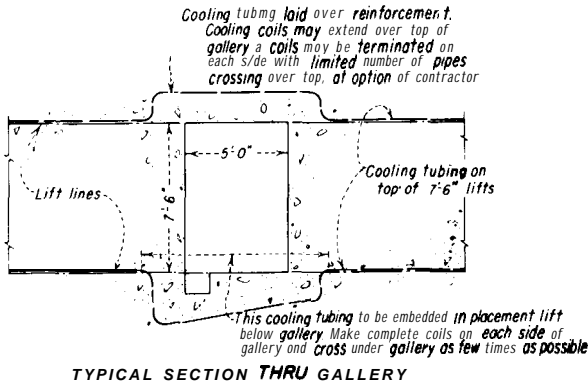 Cooling tubmg laid over reinforcement.
Cooling coils may extend over top of
gallery a coils moy be terminated on
each s/de with limited number of pipes
crossing over top, at option of contractor
5'-0"
7'-6"
Lift lines
Cooling tubing on
top of 7'-6" lifts
This cooling tubing to be embedded in placement lift
below gallery Make complete coils on each side of
gallery ond cross under gallery as few times as possible
TYPICAL SECTION THRU GALLERY